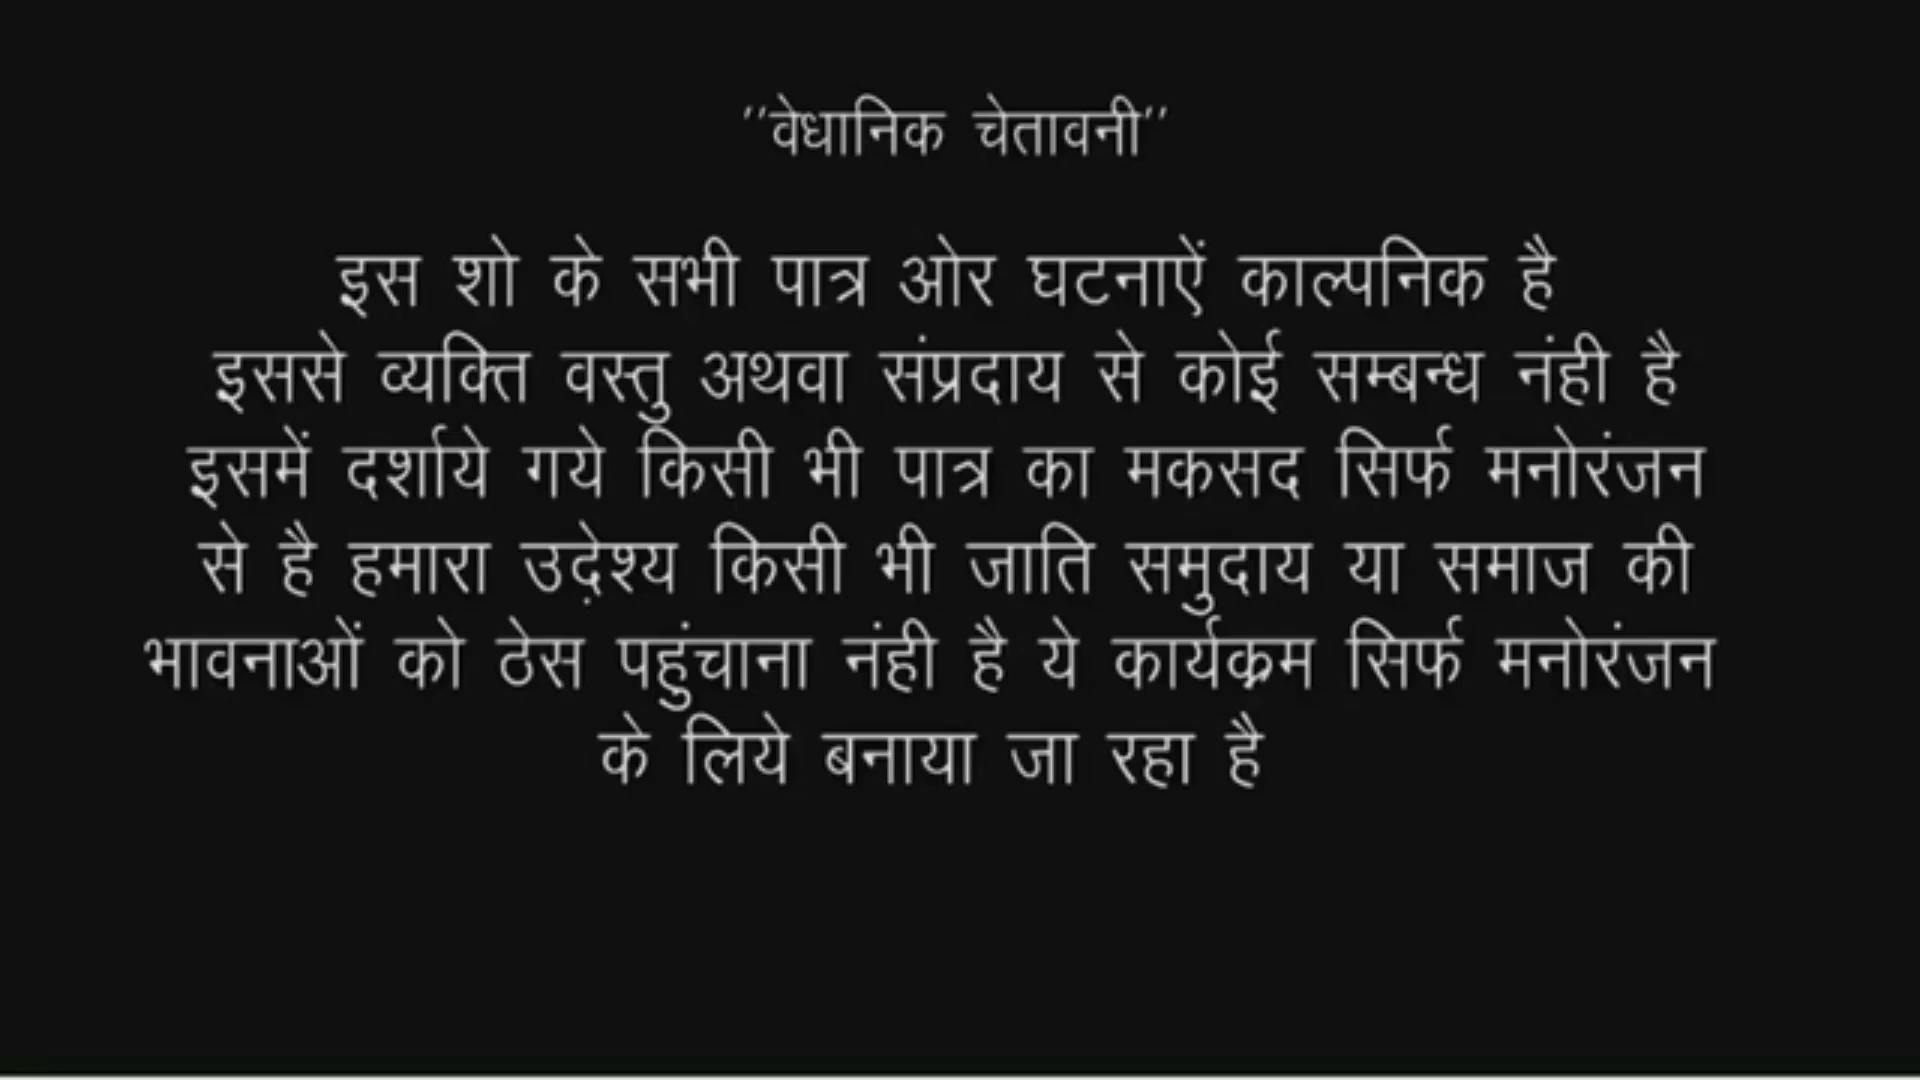 ''वेधानिक चेतावनी''
इस शो के सभी पात्र ओर घटनाऐं काल्पनिक है
इससे व्यक्ति वस्तु अथवा संप्रदाय से कोई सम्बन्ध नंही है
इसमें दर्शाये गये किसी भी पात्र का मकसद सिर्फ मनोरंजन
से है हमारा उद़ेश्य किसी भी जाति समुदाय या समाज की
भावनाओं को ठेस पहुंचाना नंही है ये कार्यक्रम सिर्फ मनोरंजन
के लिये बनाया जा रहा है